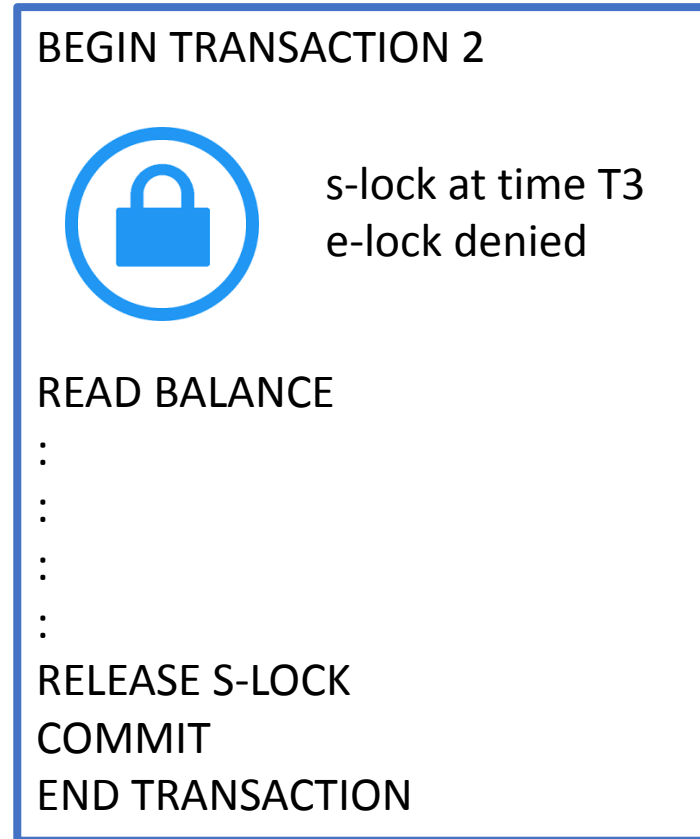 BEGIN TRANSACTION 2
s-lock at time T3
e-lock denied
READ BALANCE
:
:
:
:
RELEASE S-LOCK
COMMIT
END TRANSACTION